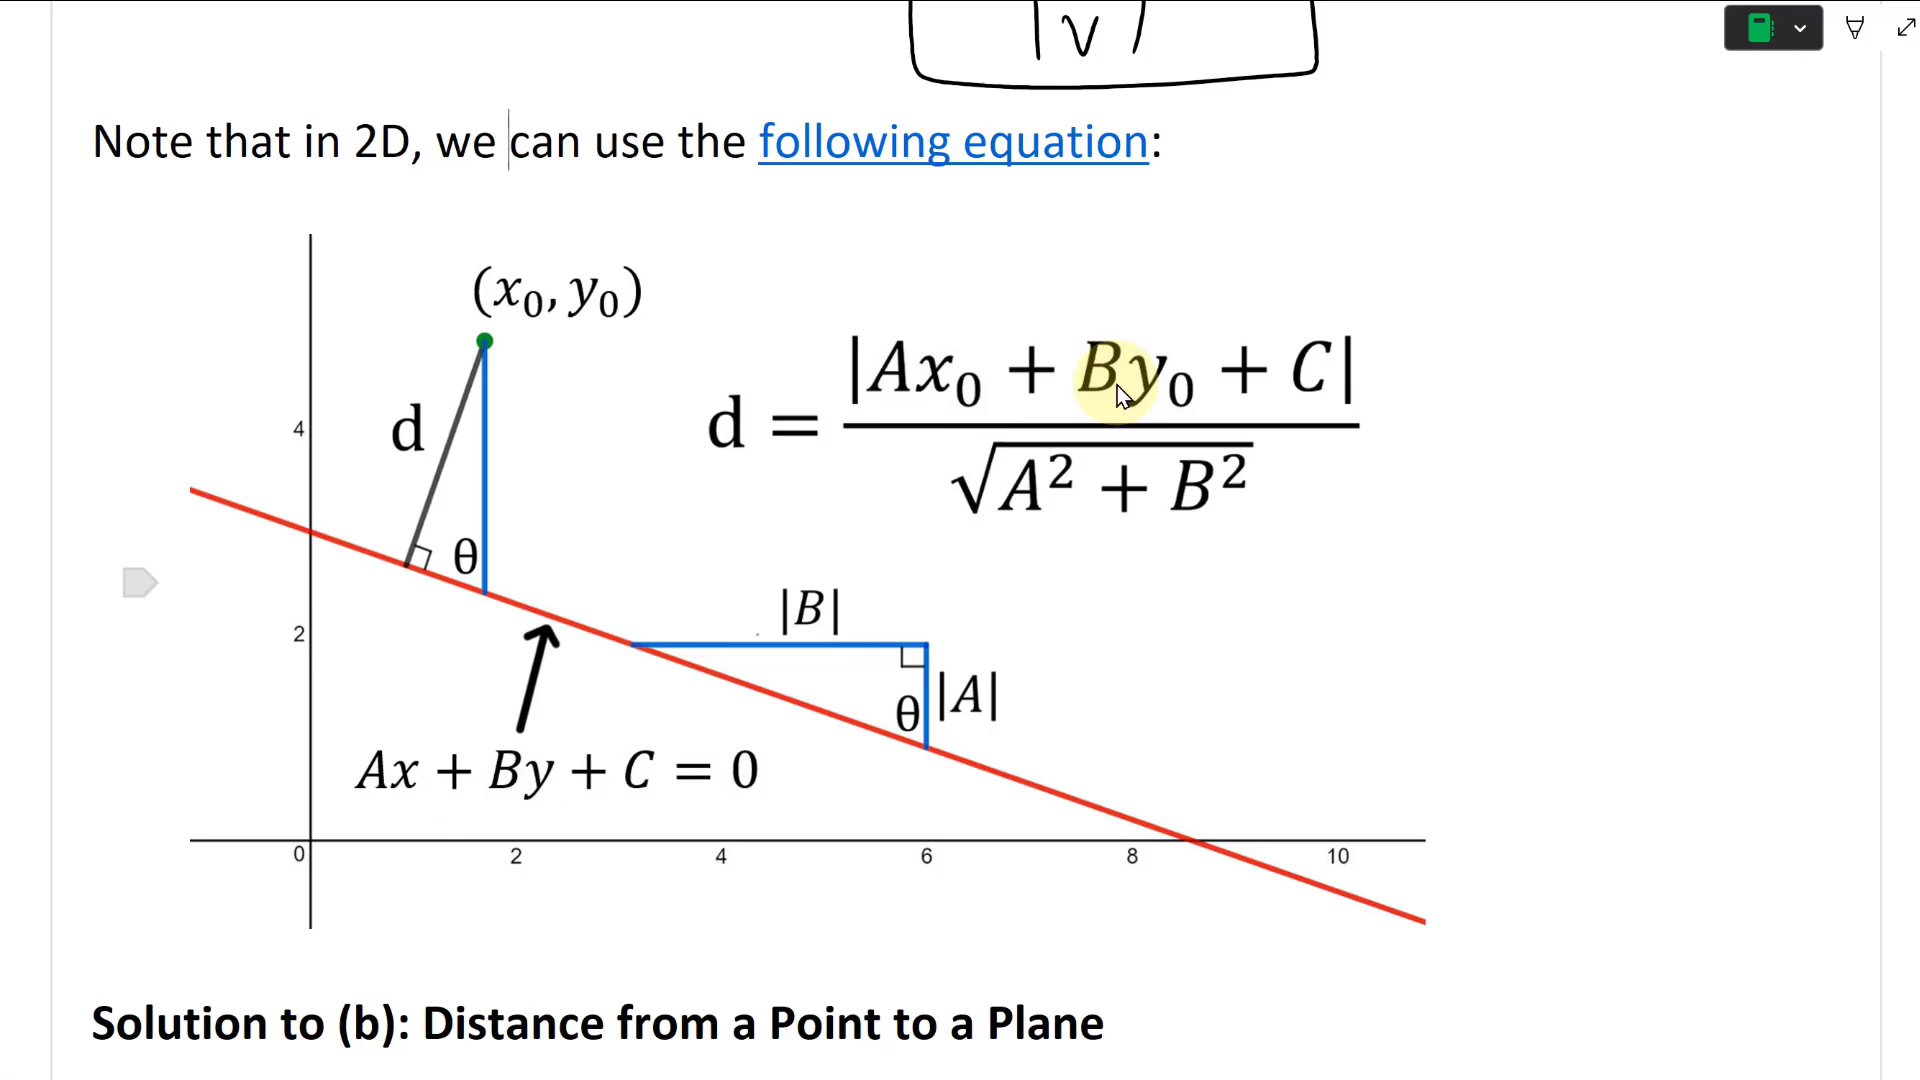 |v|
Note that in 2D, we can use the following equation:
(x₀, y₀)
d = |Ax₀ + By₀ + C| / √(A² + B²)
d
4
θ
|B|
2
|A|
θ
Ax + By + C = 0
0 2 4 6 8 10
Solution to (b): Distance from a Point to a Plane